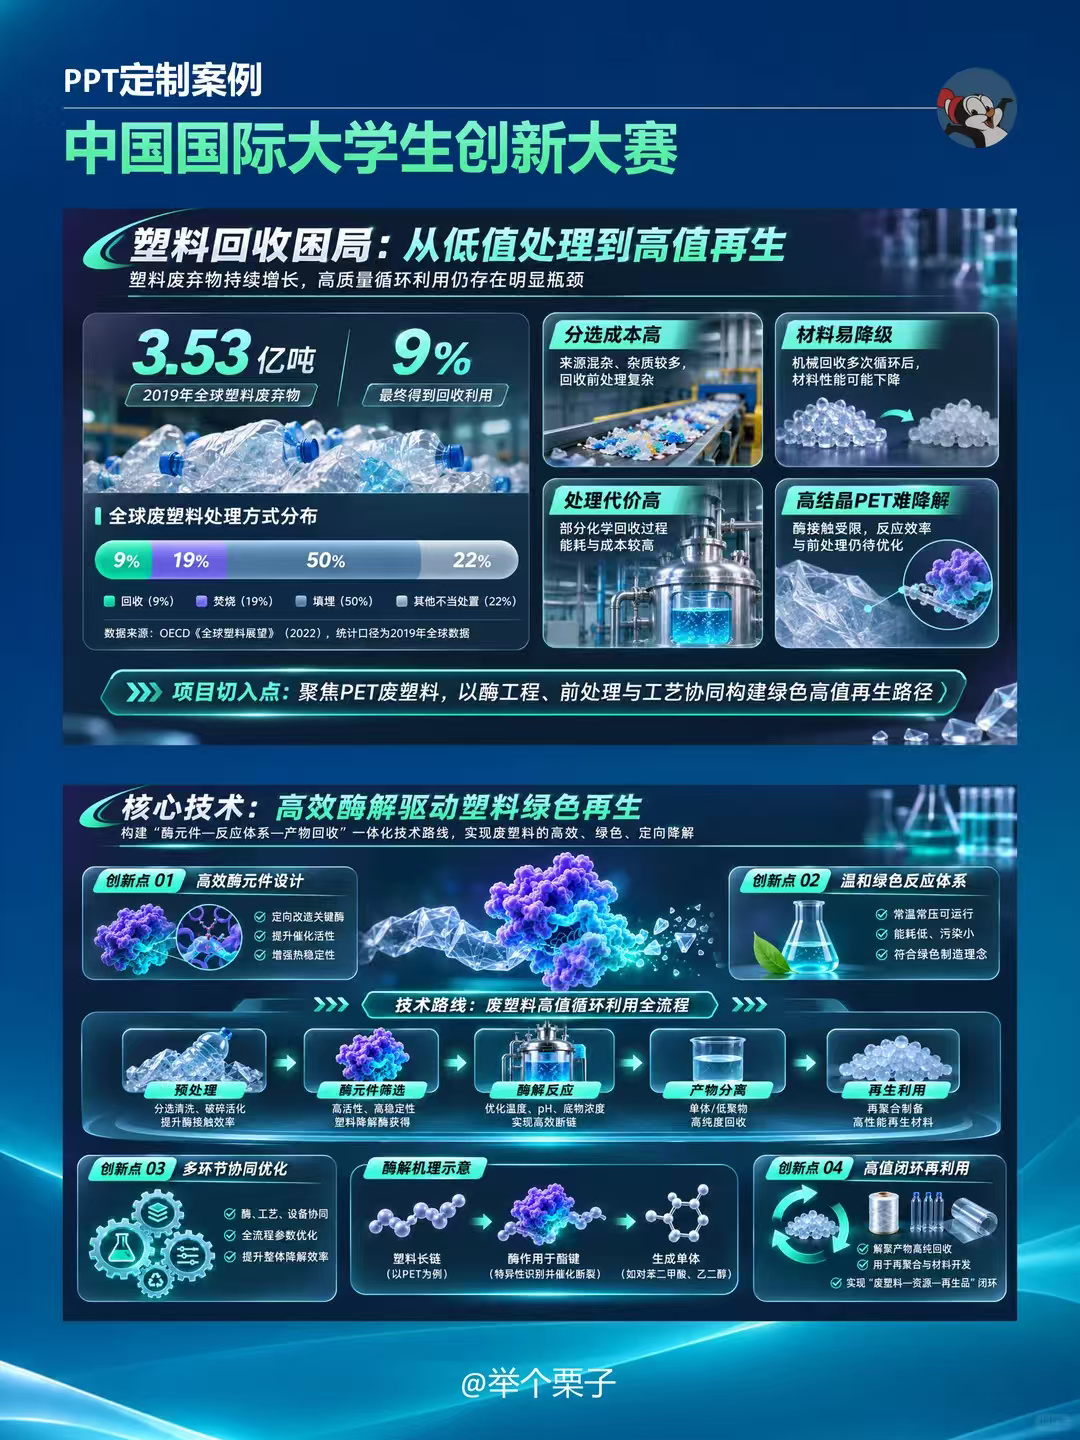 PPT定制案例
中国国际大学生创新大赛
塑料回收困局：从低值处理到高值再生
塑料废弃物持续增长，高质量循环利用仍存在明显瓶颈
3.53亿吨
2019年全球塑料废弃物
9%
最终得到回收利用
全球废塑料处理方式分布
9% 19% 50% 22%
回收（9%） 焚烧（19%） 填埋（50%） 其他不当处置（22%）
数据来源：OECD《全球塑料展望》（2022），统计口径为2019年全球数据
分选成本高
来源混杂、杂质较多，
回收前处理复杂
材料易降级
机械回收多次循环后，
材料性能可能下降
处理代价高
部分化学回收过程
能耗与成本较高
高结晶PET难降解
酶接触受限，反应效率
与前处理仍待优化
项目切入点：聚焦PET废塑料，以酶工程、前处理与工艺协同构建绿色高值再生路径
核心技术：高效酶解驱动塑料绿色再生
构建“酶元件—反应体系—产物回收”一体化技术路线，实现废塑料的高效、绿色、定向降解
创新点 01 高效酶元件设计
定向改造关键酶
提升催化活性
增强热稳定性
创新点 02 温和绿色反应体系
常温常压可运行
能耗低、污染小
符合绿色制造理念
技术路线：废塑料高值循环利用全流程
预处理
分选清洗、破碎活化
提升酶接触效率
酶元件筛选
高活性、高稳定性
塑料降解酶获得
酶解反应
优化温度、pH、底物浓度
实现高效断链
产物分离
单体/低聚物
高纯度回收
再生利用
再聚合制备
高性能再生材料
创新点 03 多环节协同优化
酶、工艺、设备协同
全流程参数优化
提升整体降解效率
酶解机理示意
塑料长链
（以PET为例）
酶作用于酯键
（特异性识别并催化断裂）
生成单体
（如对苯二甲酸、乙二醇）
创新点 04 高值闭环再利用
解聚产物高纯回收
用于再聚合与材料开发
实现“废塑料—资源—再生品”闭环
@举个栗子